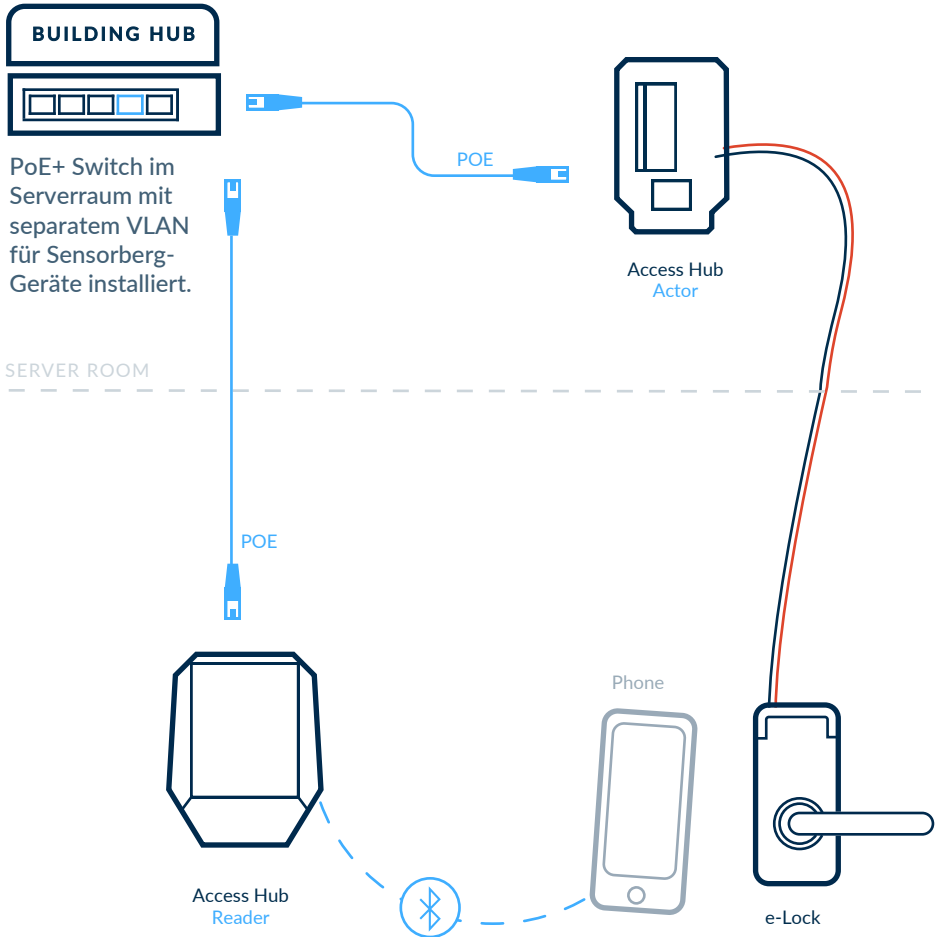 BUILDING HUB
PoE+ Switch im
Serverraum mit
separatem VLAN
für Sensorberg-
Geräte installiert.
POE
Access Hub
Actor
SERVER ROOM
POE
Phone
Access Hub
Reader
e-Lock